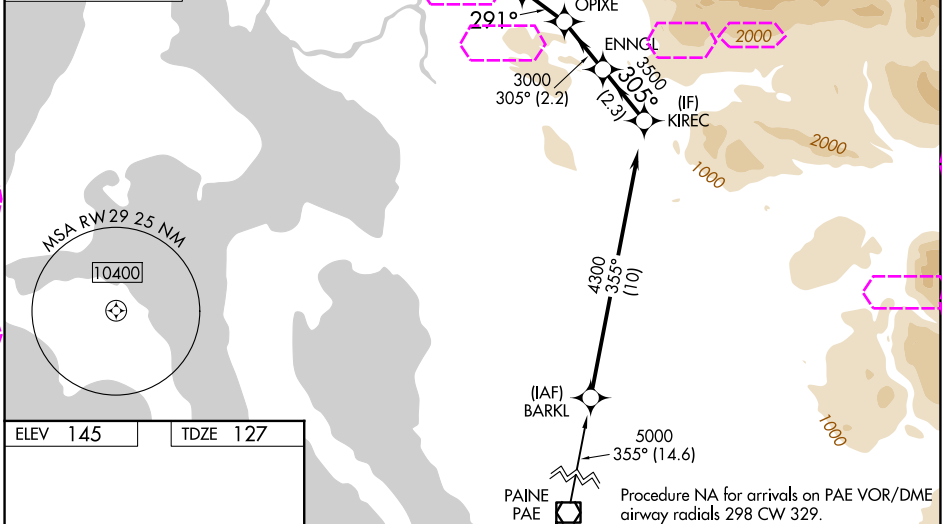 OPIXE
291°
2000
ENNGL
3500
3000
305° (2.2)
305°
(2.3)
(IF)
KIREC
2000
1000
MSA RW 29 25 NM
10400
4300
355°
(10)
(IAF)
BARKL
1000
ELEV 145
TDZE 127
5000
355° (14.6)
PAINE
PAE
Procedure NA for arrivals on PAE VOR/DME
airway radials 298 CW 329.